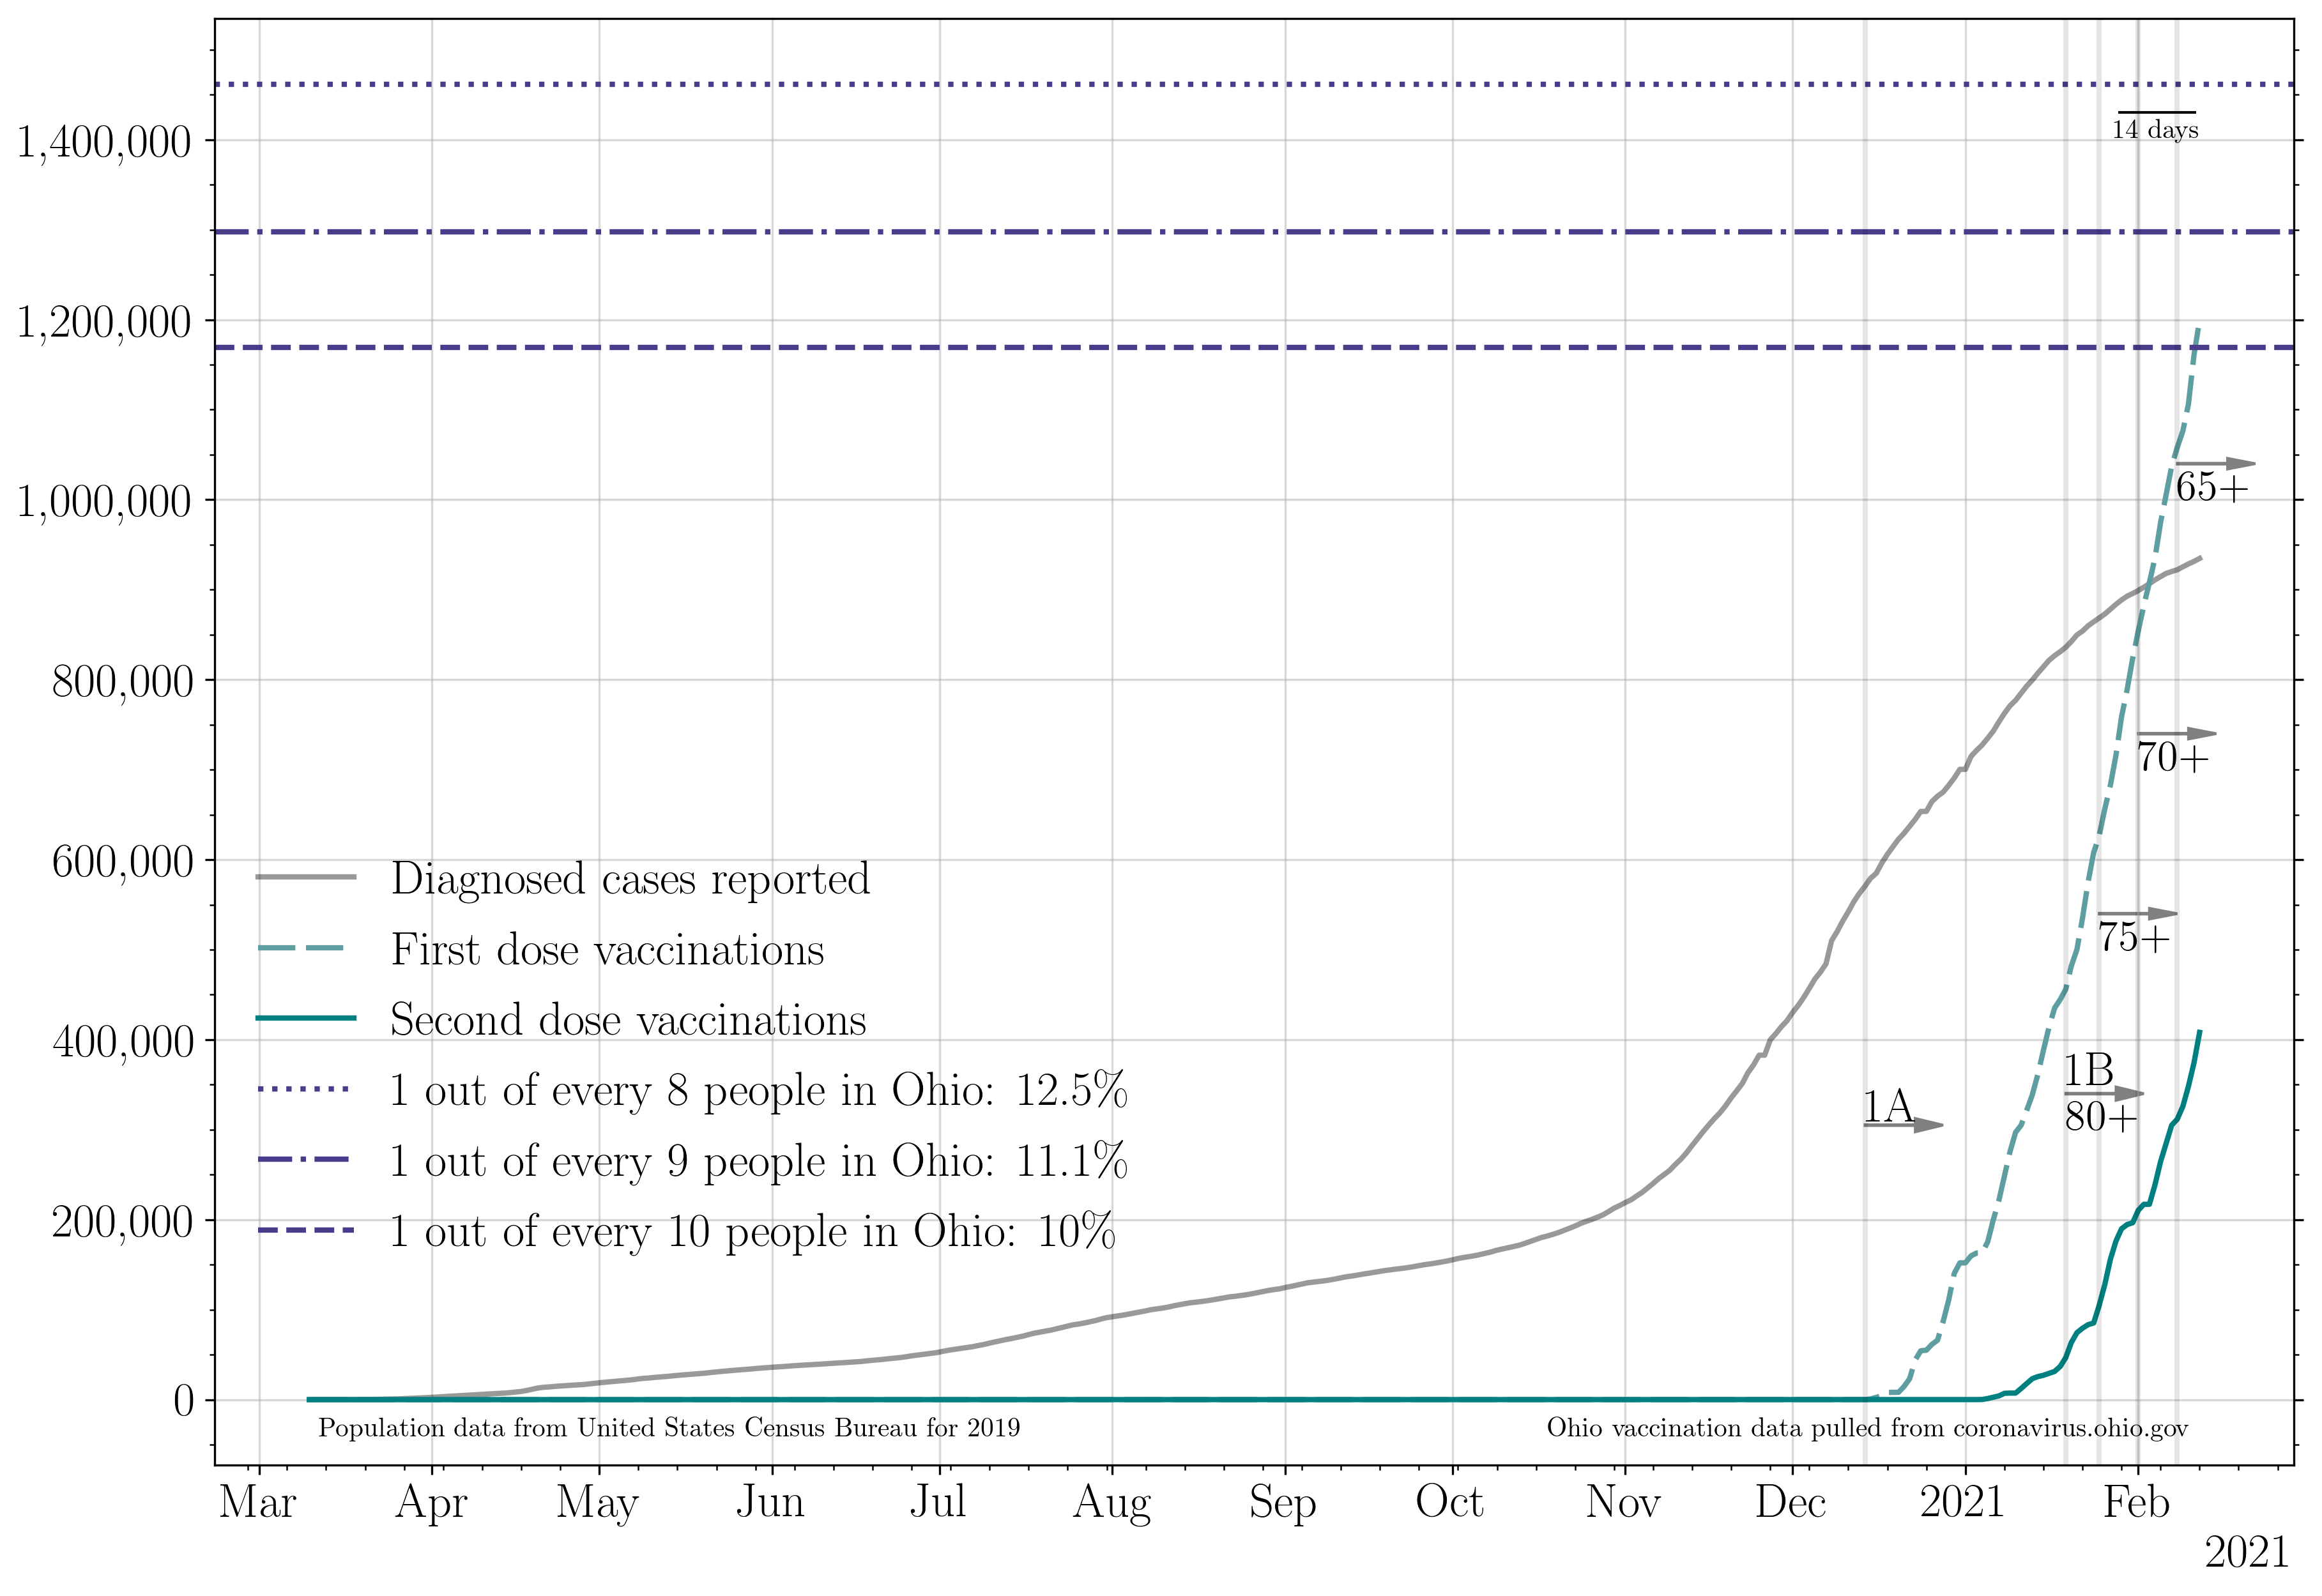 1,400,000
14 days
1,200,000
1,000,000
65+
800,000
70+
600,000
Diagnosed cases reported
75+
First dose vaccinations
Second dose vaccinations
400,000
1B
1 out of every 8 people in Ohio: 12.5%
1A
80+
1 out of every 9 people in Ohio: 11.1%
200,000
1 out of every 10 people in Ohio: 10%
0
Population data from United States Census Bureau for 2019
Ohio vaccination data pulled from coronavirus.ohio.gov
Mar Apr May Jun Jul Aug Sep Oct Nov Dec 2021 Feb
2021